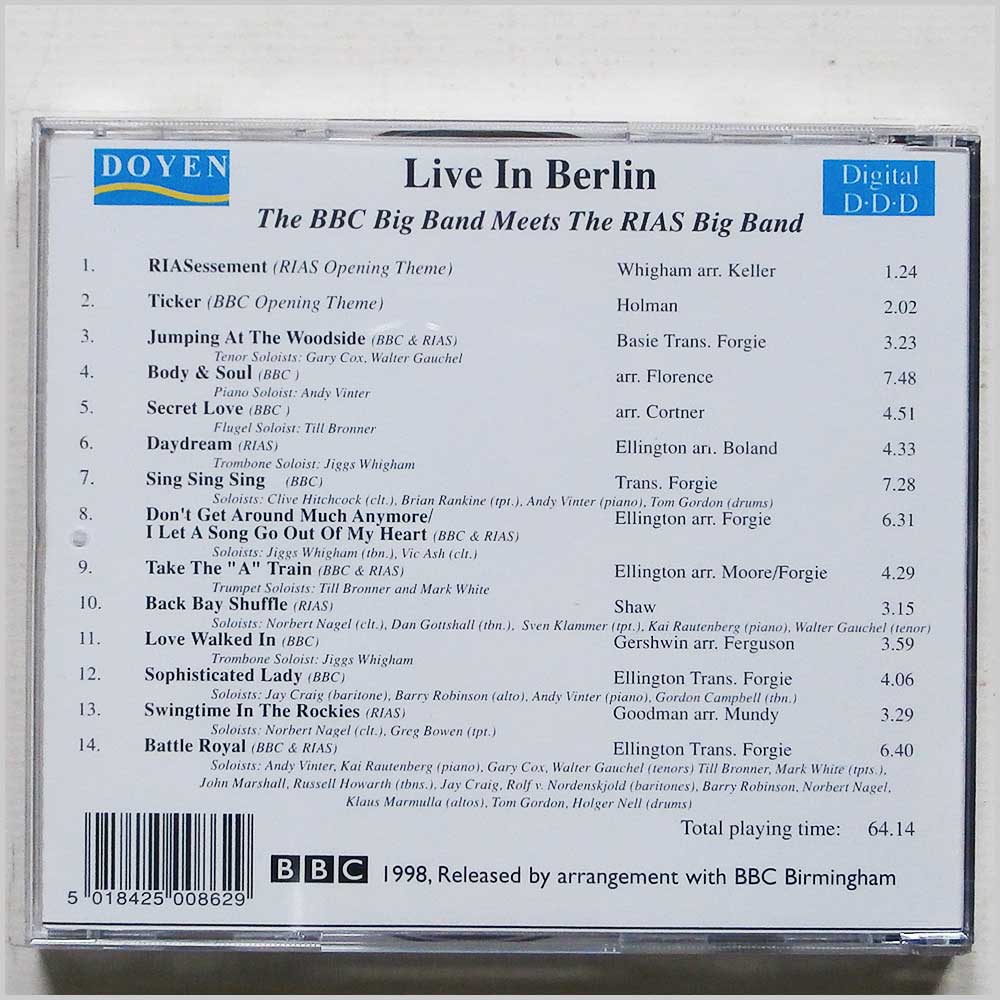 DOYEN
Live In Berlin
Digital
D·D·D
The BBC Big Band Meets The RIAS Big Band
1. RIASessement (RIAS Opening Theme) Whigham arr. Keller 1.24
2. Ticker (BBC Opening Theme) Holman 2.02
3. Jumping At The Woodside (BBC & RIAS) Basie Trans. Forgie 3.23
Tenor Soloists: Gary Cox, Walter Gauchel
4. Body & Soul (BBC ) arr. Florence 7.48
Piano Soloist: Andy Vinter
5. Secret Love (BBC ) arr. Cortner 4.51
Flugel Soloist: Till Bronner
6. Daydream (RIAS) Ellington arr. Boland 4.33
Trombone Soloist: Jiggs Whigham
7. Sing Sing Sing (BBC) Trans. Forgie 7.28
Soloists: Clive Hitchcock (clt.), Brian Rankine (tpt.), Andy Vinter (piano), Tom Gordon (drums)
8. Don't Get Around Much Anymore/ Ellington arr. Forgie 6.31
I Let A Song Go Out Of My Heart (BBC & RIAS)
Soloists: Jiggs Whigham (tbn.), Vic Ash (clt.)
9. Take The "A" Train (BBC & RIAS) Ellington arr. Moore/Forgie 4.29
Trumpet Soloists: Till Bronner and Mark White
10. Back Bay Shuffle (RIAS) Shaw 3.15
Soloists: Norbert Nagel (clt.), Dan Gottshall (tbn.), Sven Klammer (tpt.), Kai Rautenberg (piano), Walter Gauchel (tenor)
11. Love Walked In (BBC) Gershwin arr. Ferguson 3.59
Trombone Soloist: Jiggs Whigham
12. Sophisticated Lady (BBC) Ellington Trans. Forgie 4.06
Soloists: Jay Craig (baritone), Barry Robinson (alto), Andy Vinter (piano), Gordon Campbell (tbn.)
13. Swingtime In The Rockies (RIAS) Goodman arr. Mundy 3.29
Soloists: Norbert Nagel (clt.), Greg Bowen (tpt.)
14. Battle Royal (BBC & RIAS) Ellington Trans. Forgie 6.40
Soloists: Andy Vinter, Kai Rautenberg (piano), Gary Cox, Walter Gauchel (tenors) Till Bronner, Mark White (tpts.),
John Marshall, Russell Howarth (tbns.), Jay Craig, Rolf v. Nordenskjold (baritones), Barry Robinson, Norbert Nagel,
Klaus Marmulla (altos), Tom Gordon, Holger Nell (drums)
Total playing time: 64.14
5 018425 008629
BBC 1998, Released by arrangement with BBC Birmingham